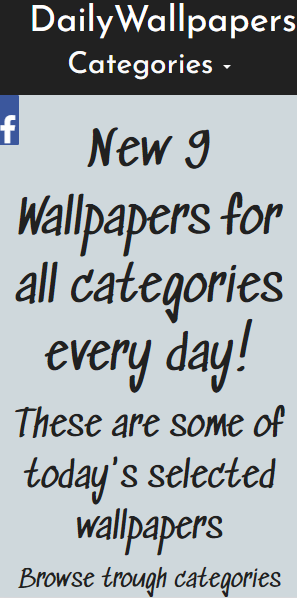 DailyWallpapers
Categories
f
New 9
Wallpapers for
all categories
every day!
These are some of
today's selected
wallpapers
Browse trough categories